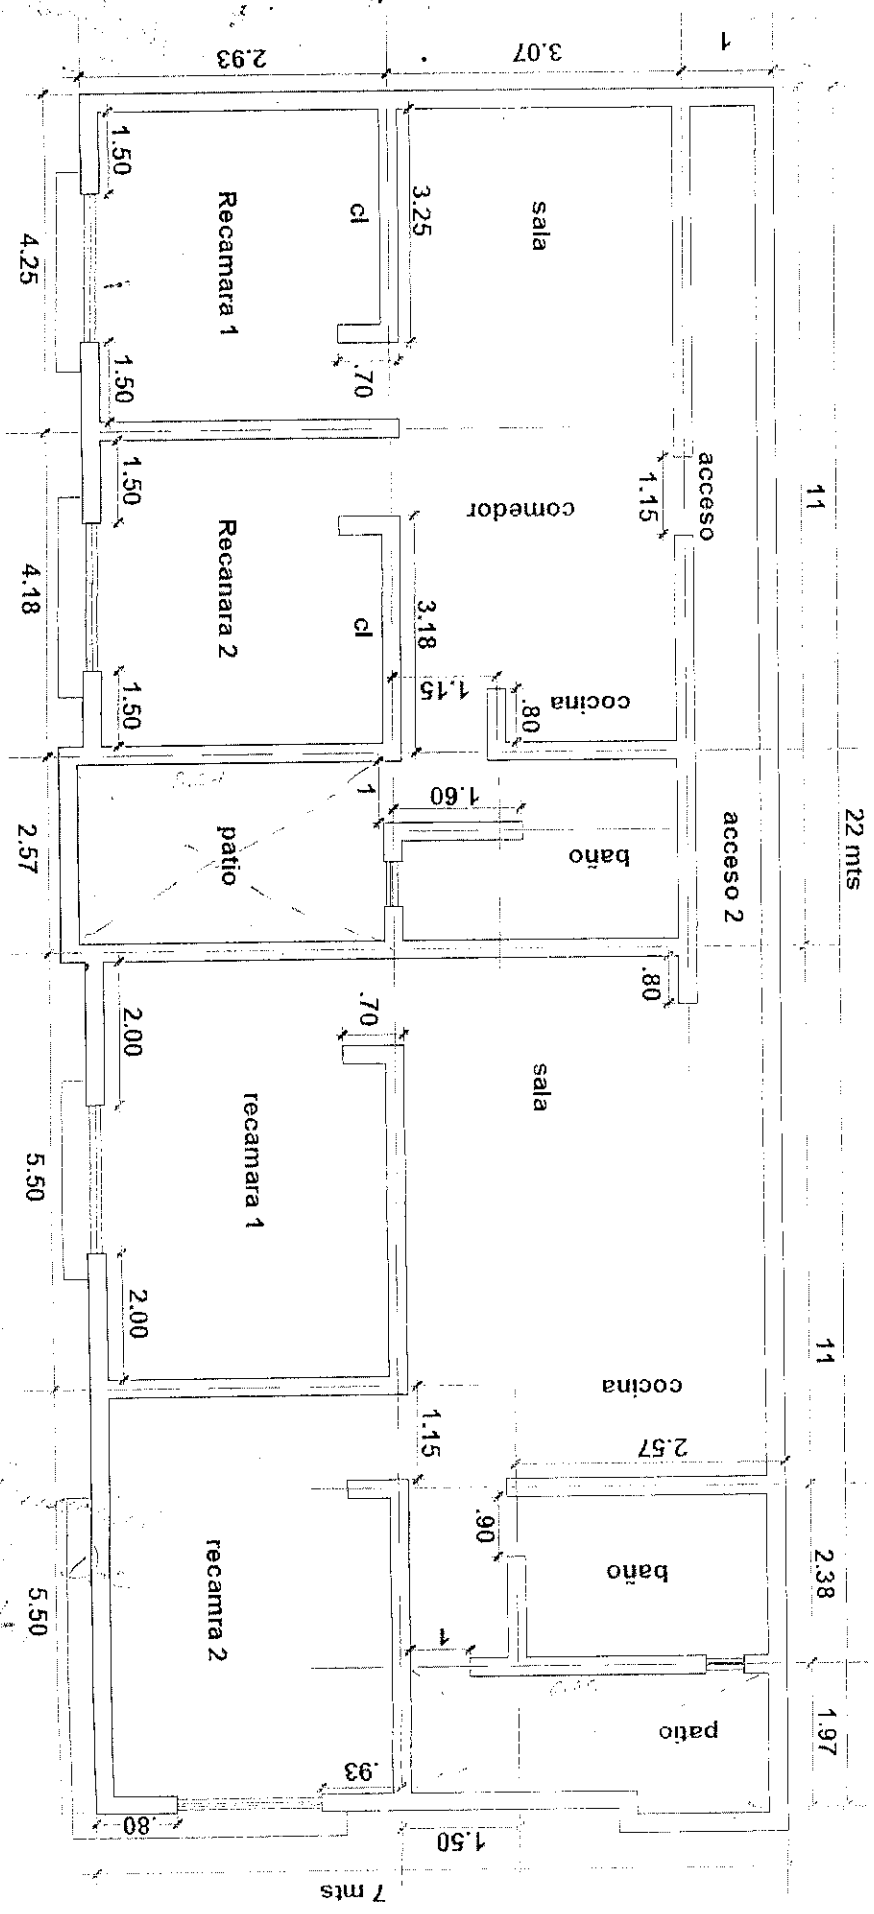 2.93
3.07
1
1.50
4.25
Recamara 1
cl
3.25
sala
1.50
.70
acceso
1.15
11
comedor
1.50
4.18
Recanara 2
cl
3.18
1.15
.80
cocina
1.50
22 mts
acceso 2
2.57
patio
1
1.60
baño
.80
2.00
.70
sala
recamara 1
5.50
2.00
11
cocina
1.15
2.57
.90
baño
2.38
recamra 2
5.50
1
patio
1.97
.93
.80
1.50
7 mts